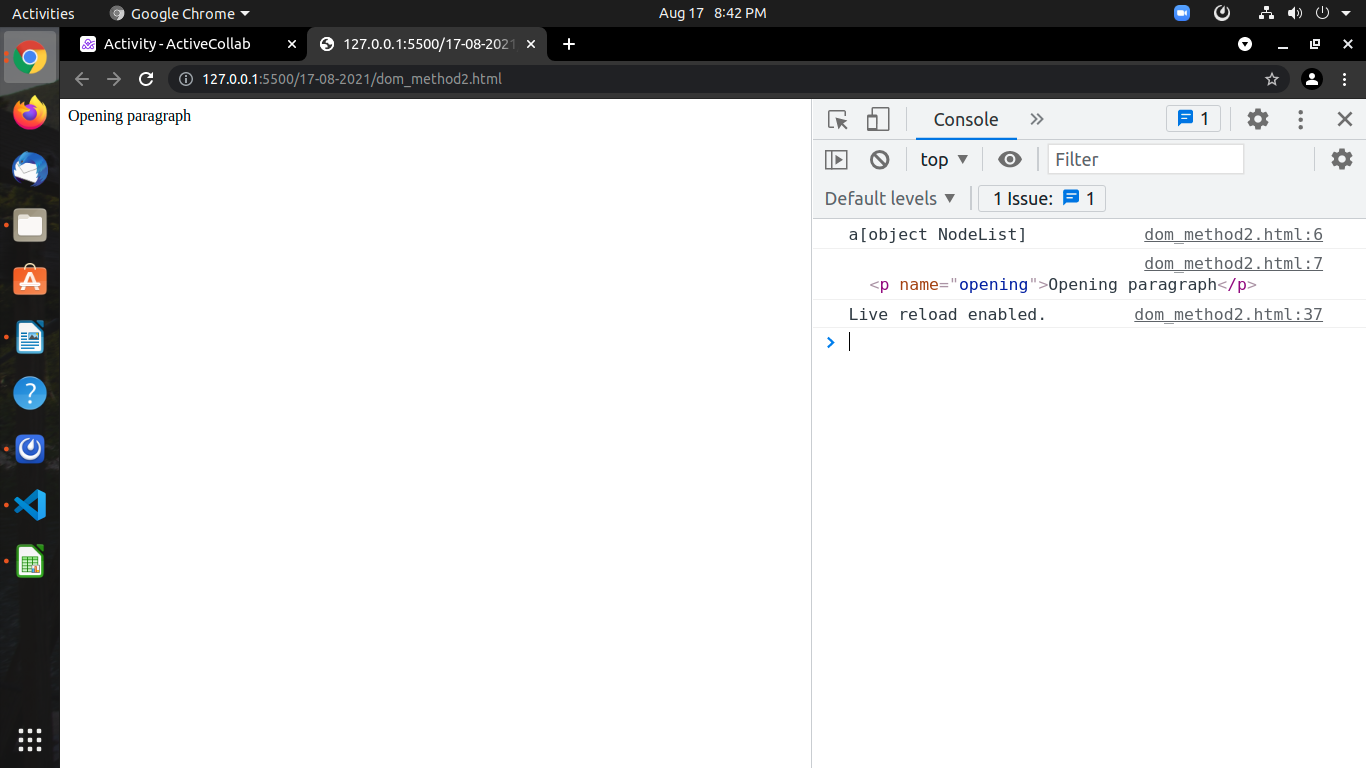 Activities
Google Chrome
Aug 17 8:42 PM
Activity - ActiveCollab
127.0.0.1:5500/17-08-2021
127.0.0.1:5500/17-08-2021/dom_method2.html
Opening paragraph
Console
1
top
Filter
Default levels
1 Issue:
1
a[object NodeList]
dom_method2.html:6
dom_method2.html:7
<p name="opening">Opening paragraph</p>
Live reload enabled.
dom_method2.html:37